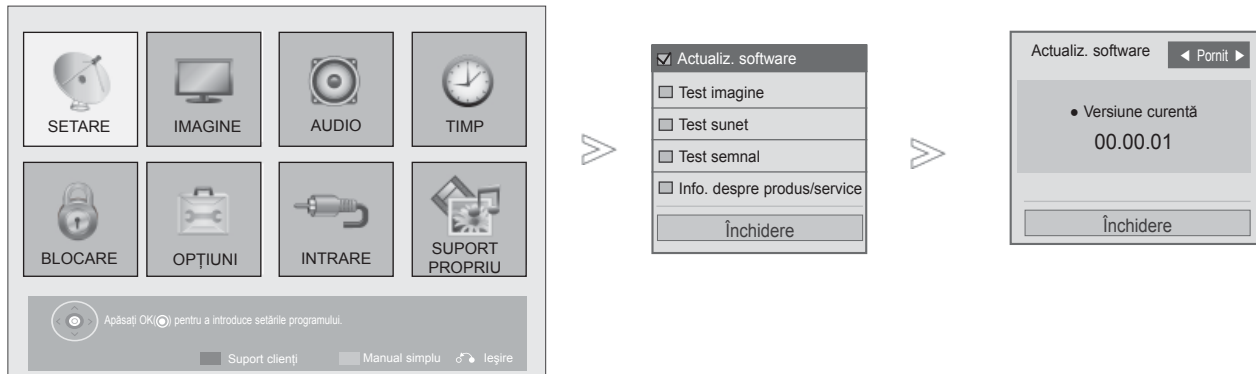 SETARE
IMAGINE
AUDIO
TIMP
BLOCARE
OPȚIUNI
INTRARE
SUPORT
PROPRIU
Apăsați OK(◉) pentru a introduce setările programului.
Suport clienți
Manual simplu
Ieşire
Actualiz. software
Test imagine
Test sunet
Test semnal
Info. despre produs/service
Închidere
Actualiz. software
◀ Pornit ▶
● Versiune curentă
00.00.01
Închidere